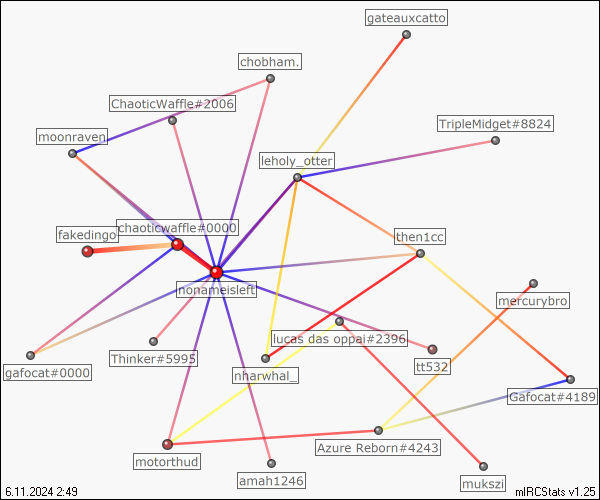 gateauxcatto
chobham.
ChaoticWaffle#2006
TripleMidget#8824
moonraven
leholy_otter
chaoticwaffle#0000
fakedingo
then1cc
nonameisleft
mercurybro
lucas das oppai#2396
Thinker#5995
tt532
gafocat#0000
nharwhal_
Gafocat#4189
Azure Reborn#4243
motorthud
amah1246
mukszi
6.11.2024 2:49
mIRCStats v1.25